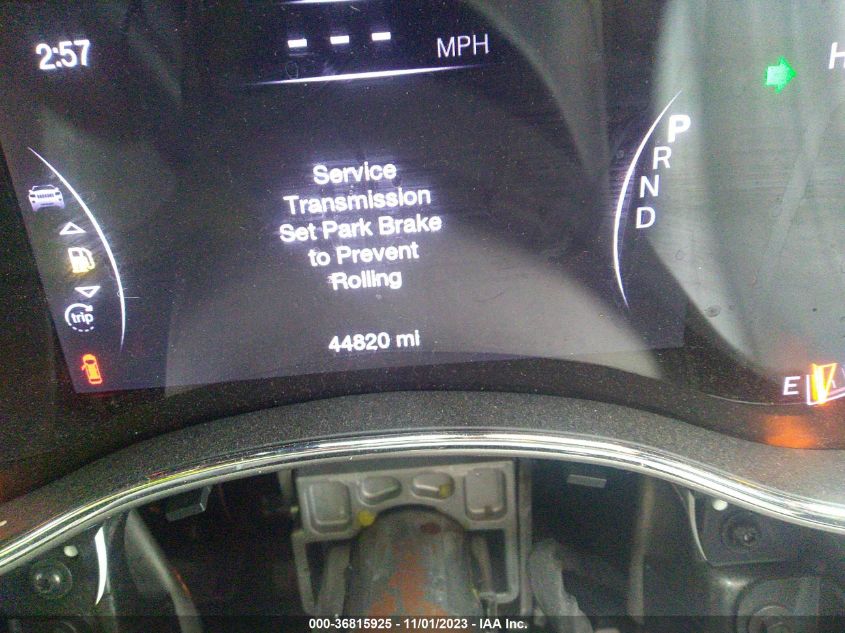 2:57
MPH
H
P
R
N
D
Service
Transmission
Set Park Brake
to Prevent
Rolling
trip
44820 mi
E
000-36815925 - 11/01/2023 - IAA Inc.